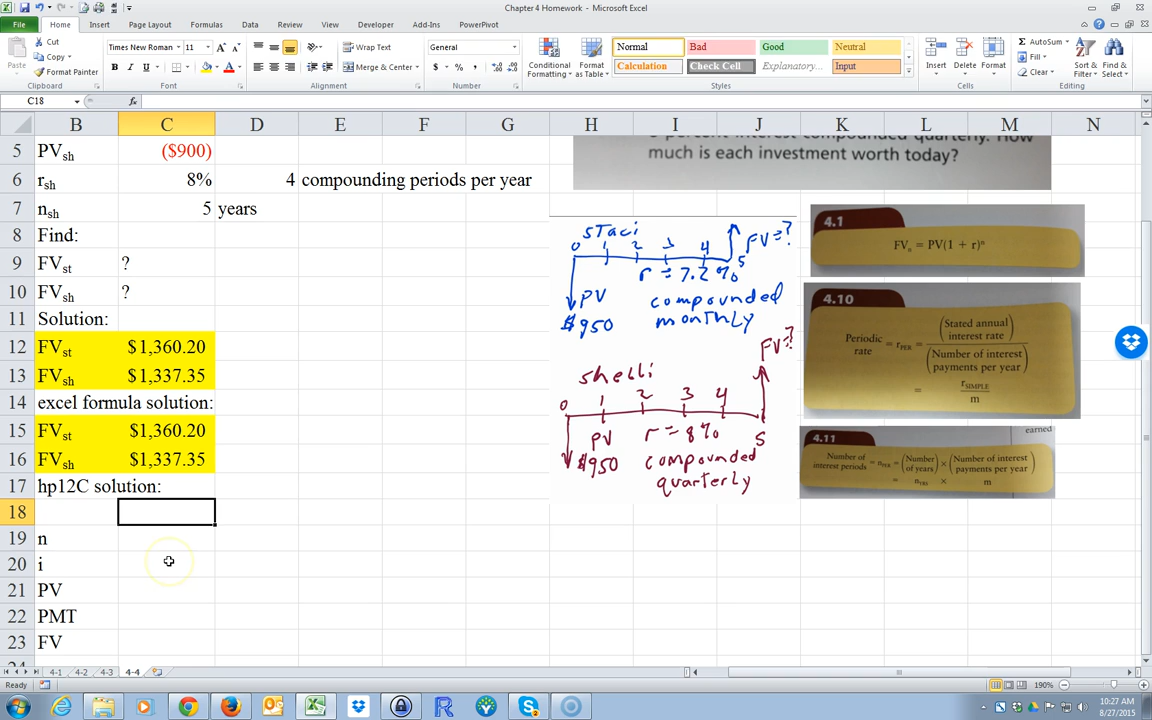 Chapter 4 Homework - Microsoft Excel
File Home Insert Page Layout Formulas Data Review View Developer Add-Ins PowerPivot
Paste
Cut
Copy
Format Painter
Clipboard
Times New Roman 11
B I U
Font
Wrap Text
Merge & Center
Alignment
General
$ % ,
Number
Conditional Formatting
Format as Table
Normal Bad Good Neutral
Calculation Check Cell Explanatory... Input
Styles
Insert Delete Format
Cells
AutoSum
Fill
Clear
Sort & Filter
Find & Select
Editing
C18 fx
B C D E F G H I J K L M N
5 PVsh ($900)
6 rsh 8% 4 compounding periods per year
7 nsh 5 years
8 Find:
9 FVst ?
10 FVsh ?
11 Solution:
12 FVst $1,360.20
13 FVsh $1,337.35
14 excel formula solution:
15 FVst $1,360.20
16 FVsh $1,337.35
17 hp12C solution:
18
19 n
20 i
21 PV
22 PMT
23 FV
much is each investment worth today?
STaci
0 1 2 3 4 5
FV=?
r = 7.2%
PV
$950
compounded
monthly
Shelli
FV=?
0 1 2 3 4 5
PV
$950
r = 8%
compounded
quarterly
4.1
FVn = PV(1 + r)^n
4.10
Periodic rate = rPER = (Stated annual interest rate) / (Number of interest payments per year)
= rSIMPLE / m
earned
4.11
Number of interest periods = nPER = (Number of years) × (Number of interest payments per year)
= nYRS × m
4-1 4-2 4-3 4-4
Ready
190%
10:27 AM
8/27/2015